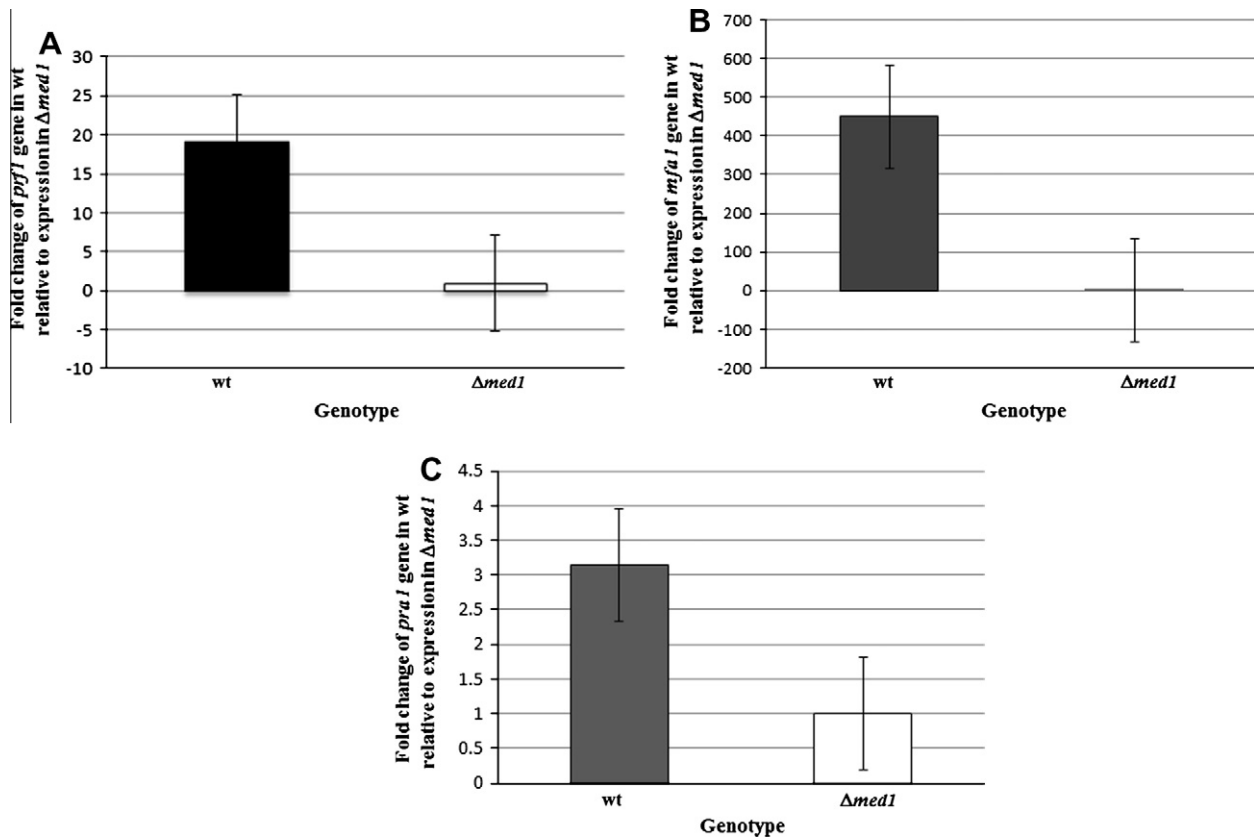 A
Fold change of prf1 gene in wt
relative to expression in Δmed1
30
25
20
15
10
5
0
-5
-10
wt
Δmed1
Genotype
B
Fold change of mfa1 gene in wt
relative to expression in Δmed1
700
600
500
400
300
200
100
0
-100
-200
wt
Δmed1
Genotype
C
Fold change of pra1 gene in wt
relative to expression in Δmed1
4.5
4
3.5
3
2.5
2
1.5
1
0.5
0
wt
Δmed1
Genotype